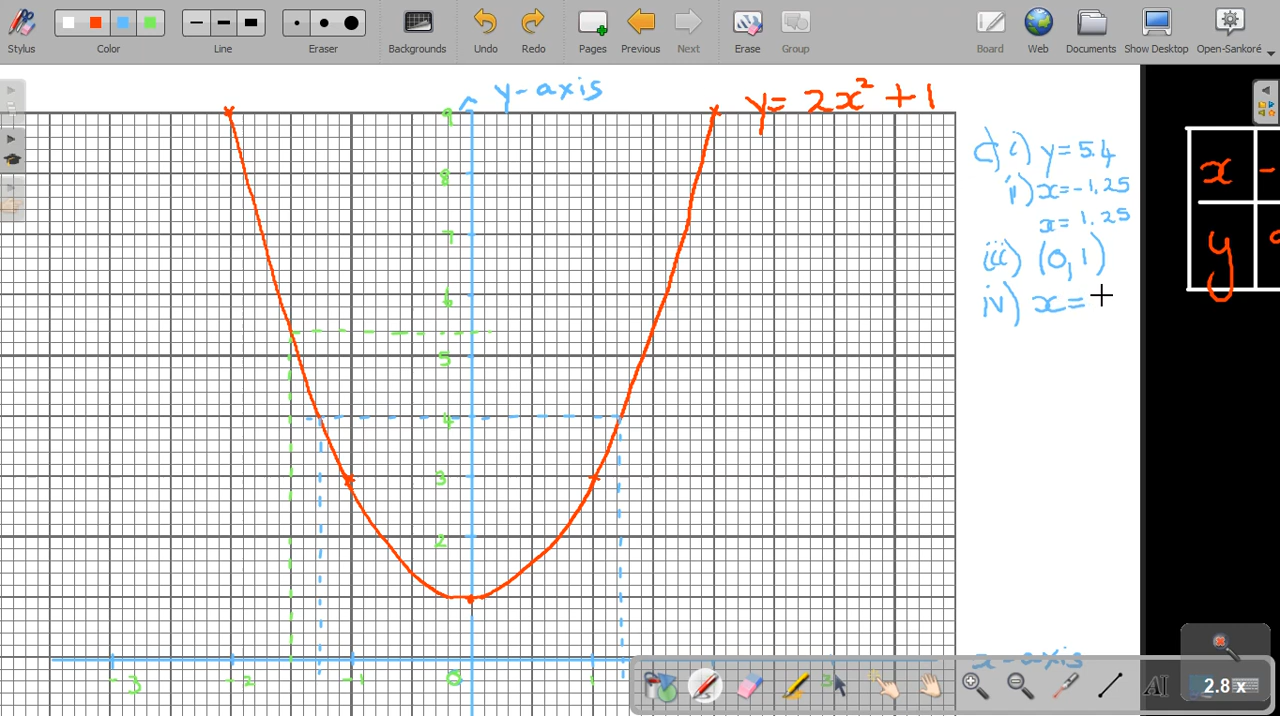 Stylus
Color
Line
Eraser
Backgrounds
Undo
Redo
Pages
Previous
Next
Erase
Group
Board
Web
Documents
Show Desktop
Open-Sankoré
y-axis
y = 2x² + 1
9
8
7
6
5
4
3
2
c) i) y = 5.4
ii) x = -1.25
x = 1.25
iii) (0, 1)
iv) x =
x -
y
-3 -2 -1 0 1 3
x-axis
2.8 x